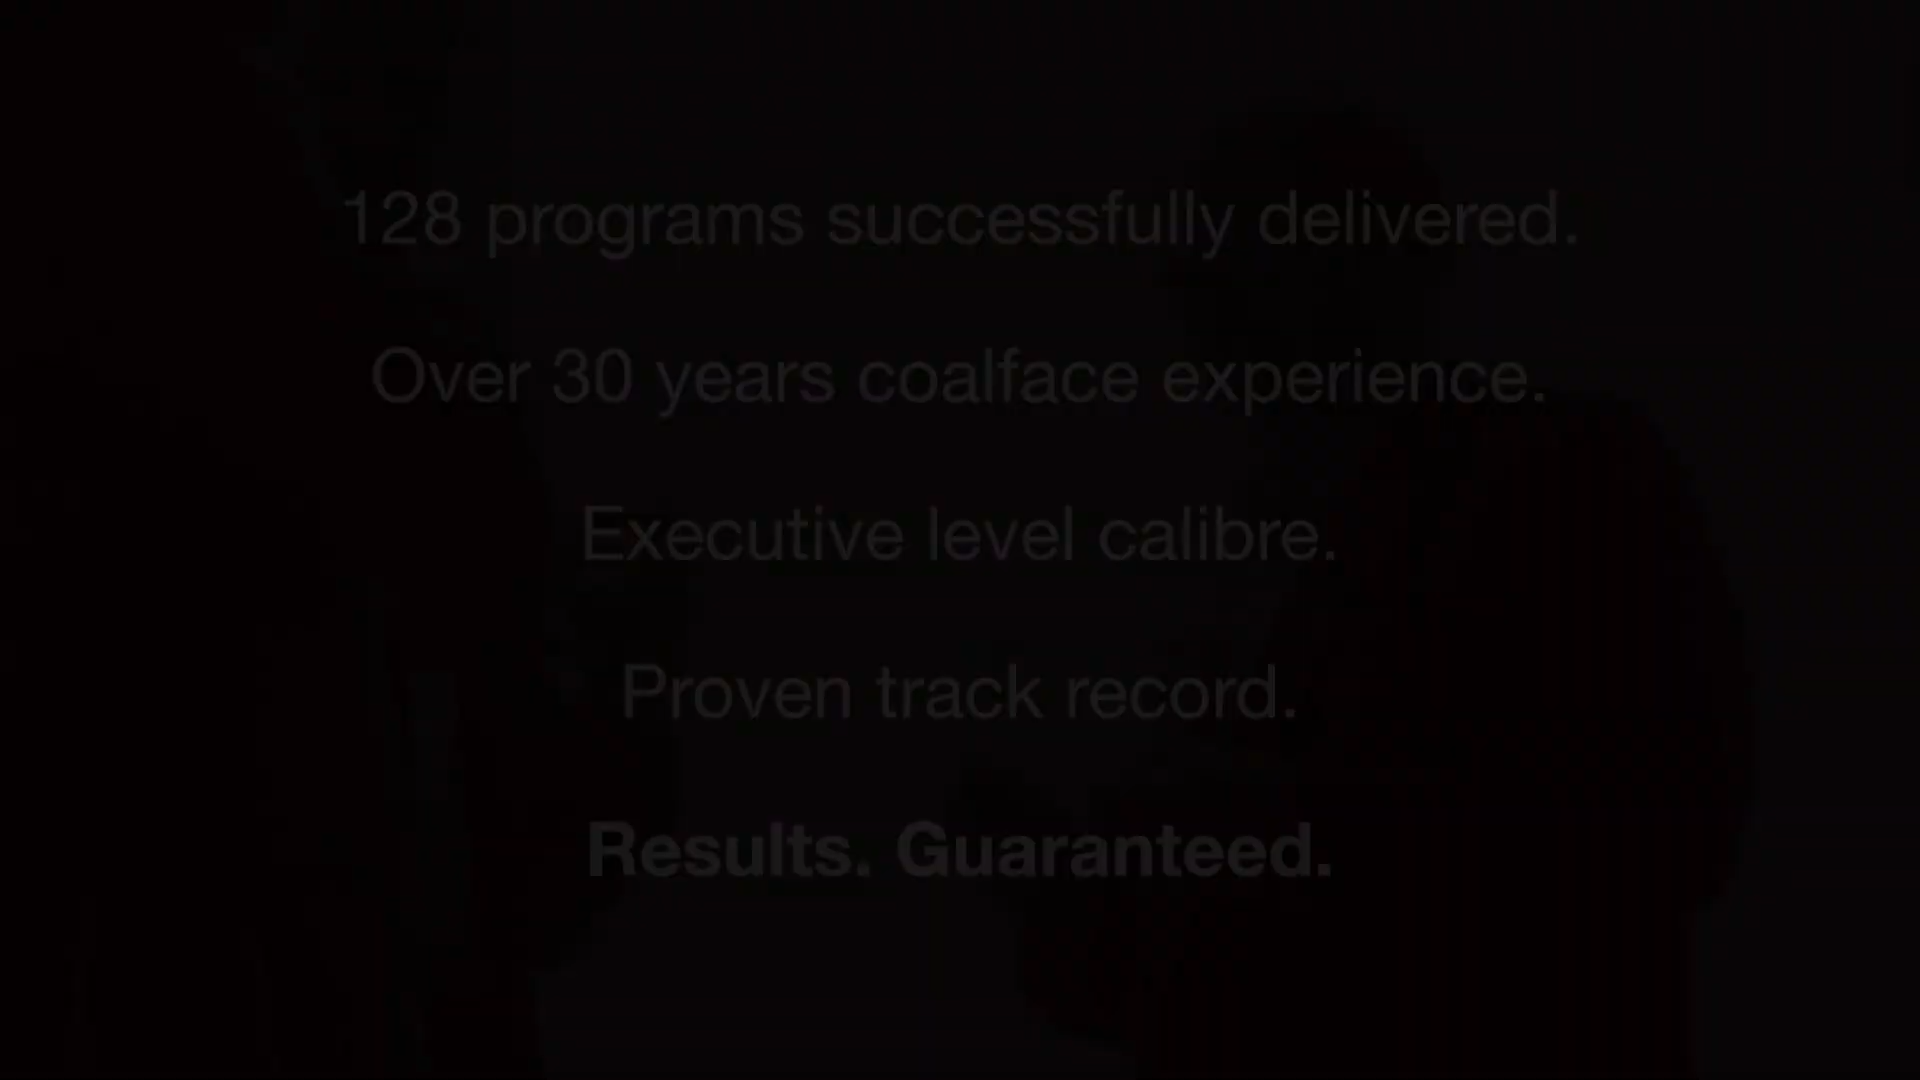 128 programs successfully delivered.
Over 30 years coalface experience.
Executive level calibre.
Proven track record.
Results. Guaranteed.